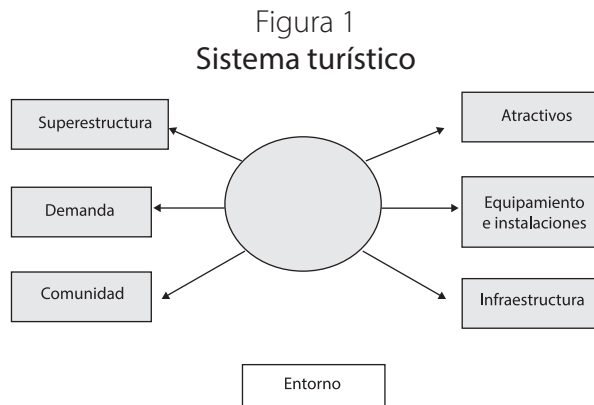 Figura 1
Sistema turístico
Superestructura
Atractivos
Demanda
Equipamiento
e instalaciones
Comunidad
Infraestructura
Entorno